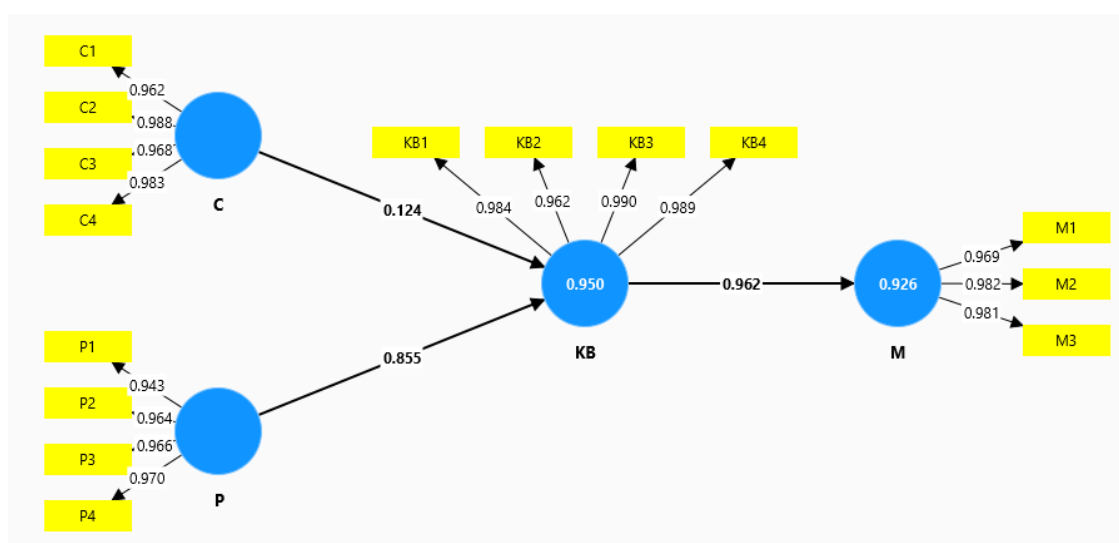 C1
0.962
C2
0.988
C3
0.968
C4
0.983
C
0.124
KB1
KB2
KB3
KB4
0.984
0.962
0.990
0.989
0.950
KB
0.962
0.926
M
M1
0.969
M2
0.982
M3
0.981
P1
0.943
P2
0.964
P3
0.966
P4
0.970
P
0.855